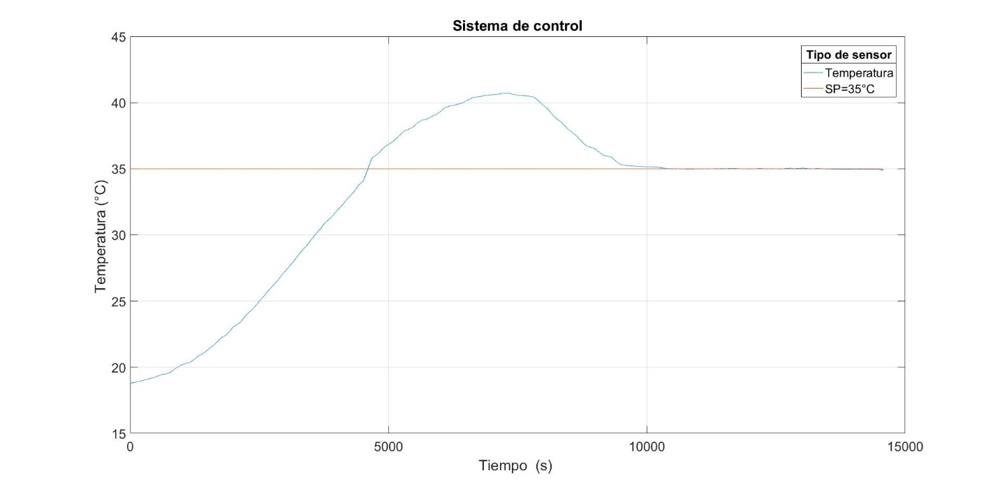 Sistema de control
Tipo de sensor
Temperatura
SP=35°C
45
40
35
30
25
20
15
Temperatura (°C)
0
5000
10000
15000
Tiempo (s)